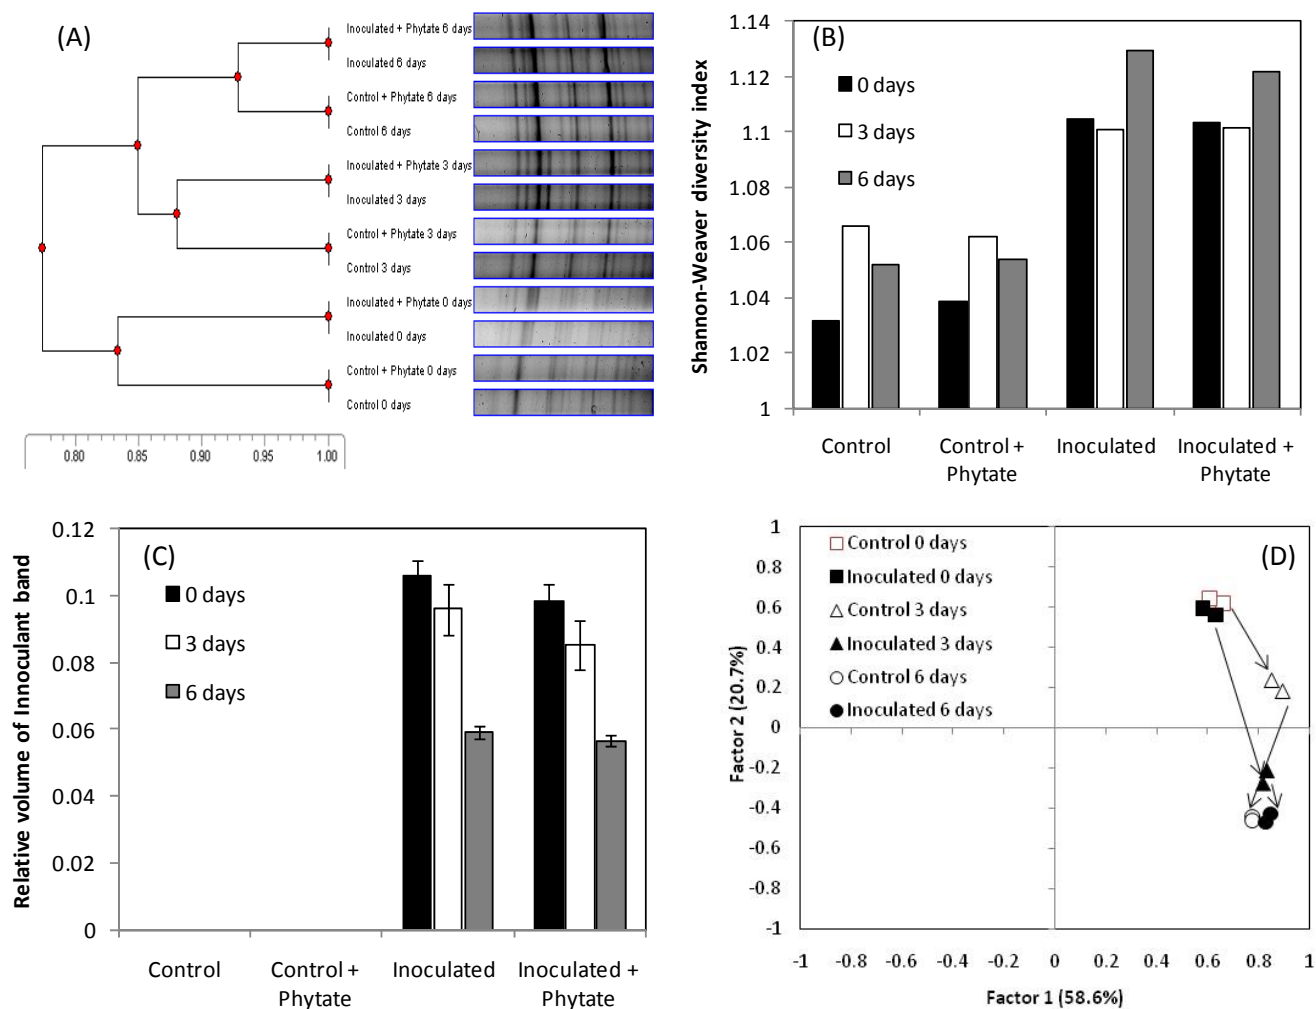 (A)
Inoculated + Phytate 6 days
Inoculated 6 days
Control + Phytate 6 days
Control 6 days
Inoculated + Phytate 3 days
Inoculated 3 days
Control + Phytate 3 days
Control 3 days
Inoculated + Phytate 0 days
Inoculated 0 days
Control + Phytate 0 days
Control 0 days
0.80 0.85 0.90 0.95 1.00
(B)
Shannon-Weaver diversity index
1.14
1.12
1.1
1.08
1.06
1.04
1.02
1
0 days
3 days
6 days
Control
Control +
Phytate
Inoculated
Inoculated +
Phytate
(C)
Relative volume of Innoculant band
0.12
0.1
0.08
0.06
0.04
0.02
0
0 days
3 days
6 days
Control
Control +
Phytate
Inoculated
Inoculated +
Phytate
(D)
Factor 2 (20.7%)
1
0.8
0.6
0.4
0.2
0
-0.2
-0.4
-0.6
-0.8
-1
Control 0 days
Inoculated 0 days
Control 3 days
Inoculated 3 days
Control 6 days
Inoculated 6 days
-1 -0.8 -0.6 -0.4 -0.2 0 0.2 0.4 0.6 0.8 1
Factor 1 (58.6%)